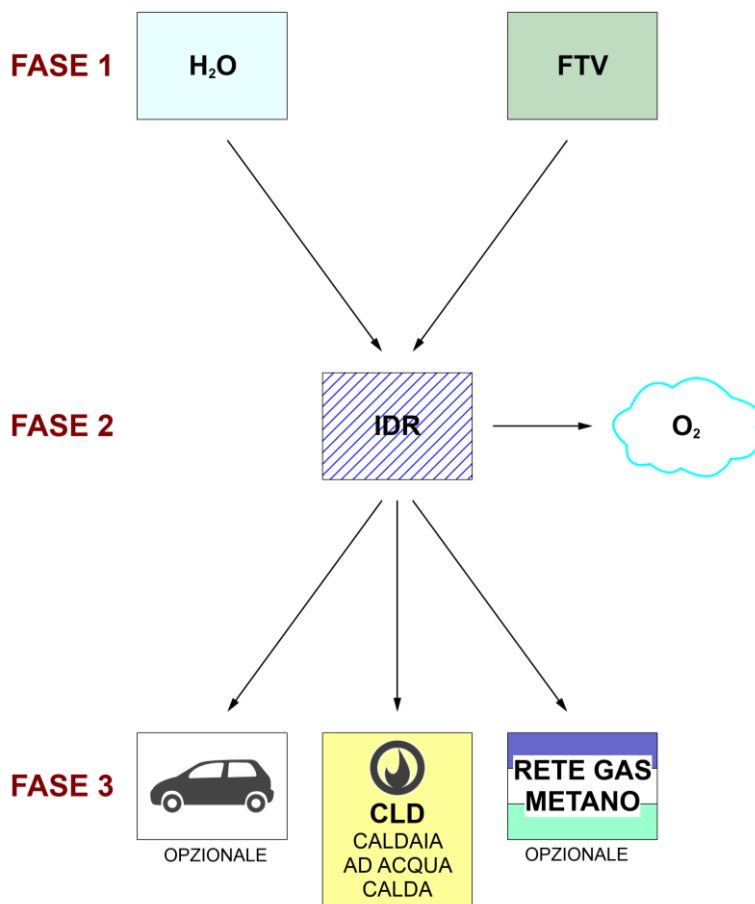 FASE 1
H₂O
FTV
FASE 2
IDR
O₂
FASE 3
OPZIONALE
CLD
CALDAIA
AD ACQUA
CALDA
RETE GAS
METANO
OPZIONALE